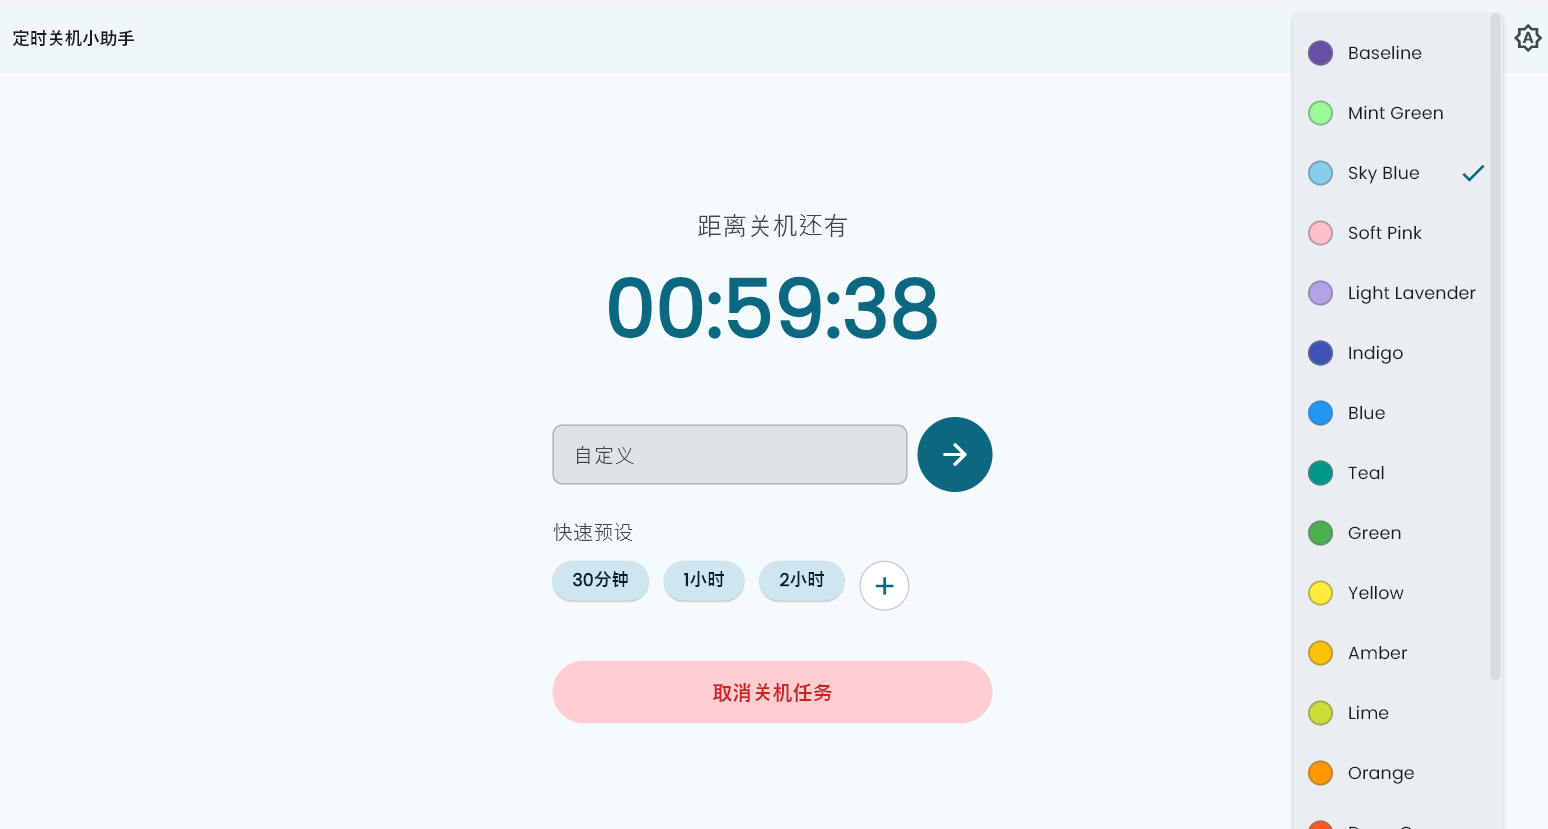 定时关机小助手
距离关机还有
00:59:38
自定义
快速预设
30分钟
1小时
2小时
取消关机任务
A
Baseline
Mint Green
Sky Blue
Soft Pink
Light Lavender
Indigo
Blue
Teal
Green
Yellow
Amber
Lime
Orange